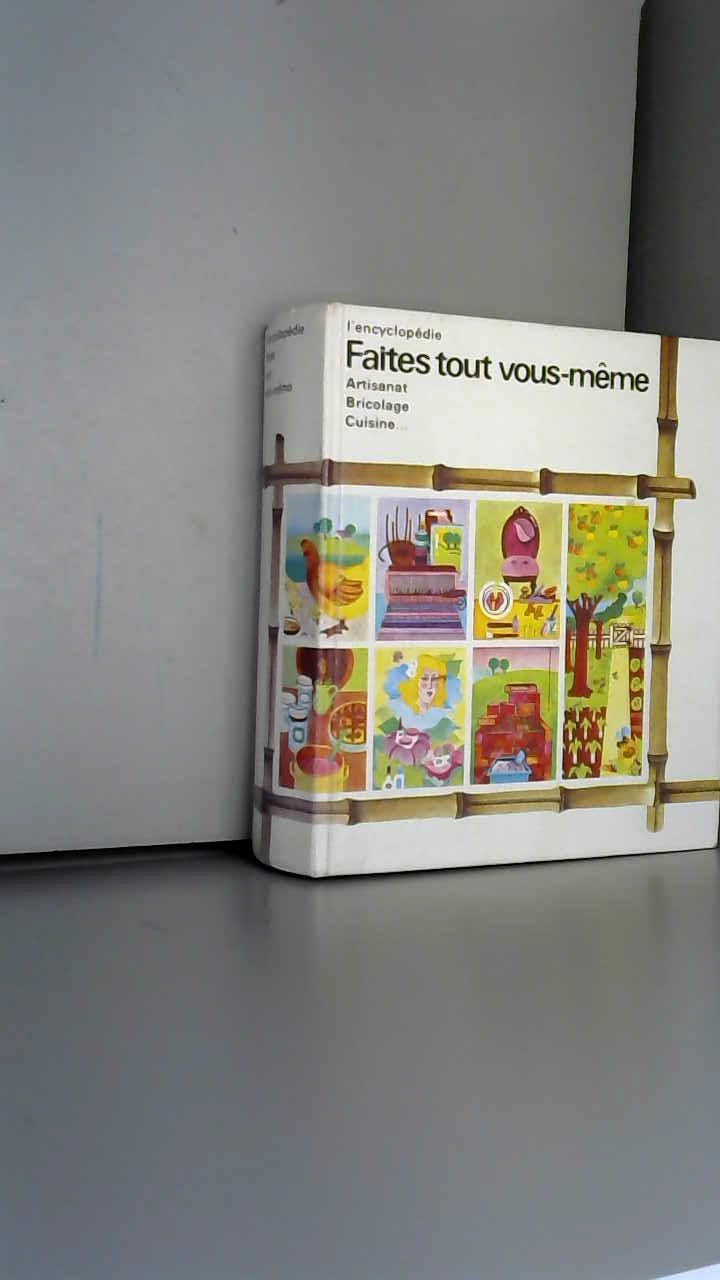 l'encyclopédie
Faites tout vous-même
Artisanat
Bricolage
Cuisine...